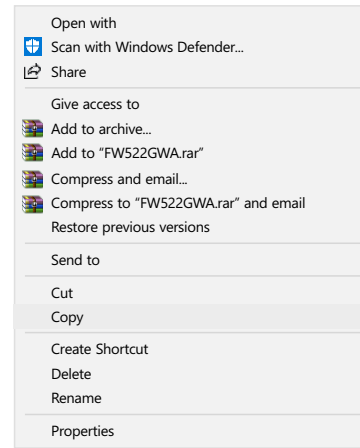 Open with
Scan with Windows Defender...
Share
Give access to
Add to archive...
Add to “FW522GWA.rar”
Compress and email...
Compress to “FW522GWA.rar” and email
Restore previous versions
Send to
Cut
Copy
Create Shortcut
Delete
Rename
Properties